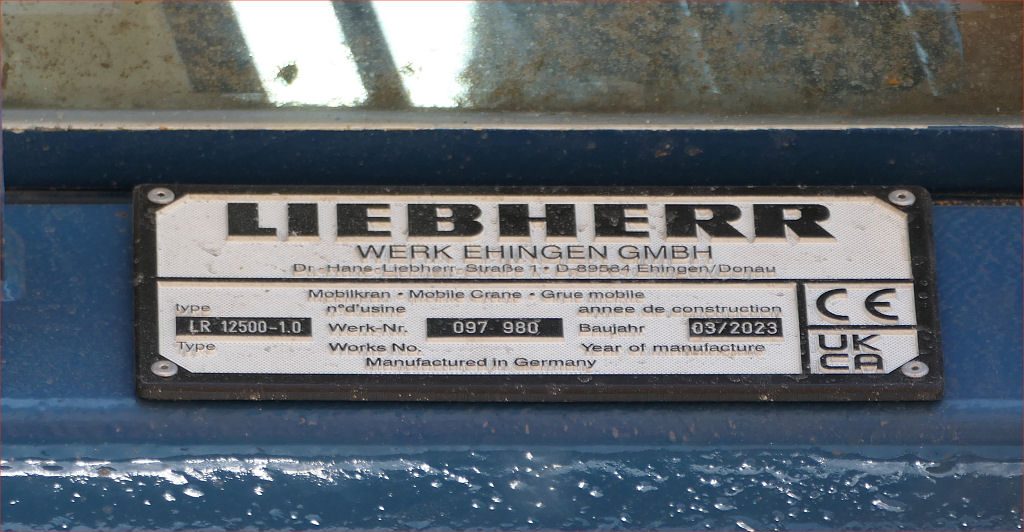 LIEBHERR
WERK EHINGEN GMBH
Dr.-Hans-Liebherr-Straße 1 • D-89584 Ehingen/Donau
Mobilkran • Mobile Crane • Grue mobile
type n°d'usine annee de construction
LR 12500-1.0 Werk-Nr. 097 980 Baujahr 03/2023
Type Works No. Year of manufacture
Manufactured in Germany
CE
UK
CA